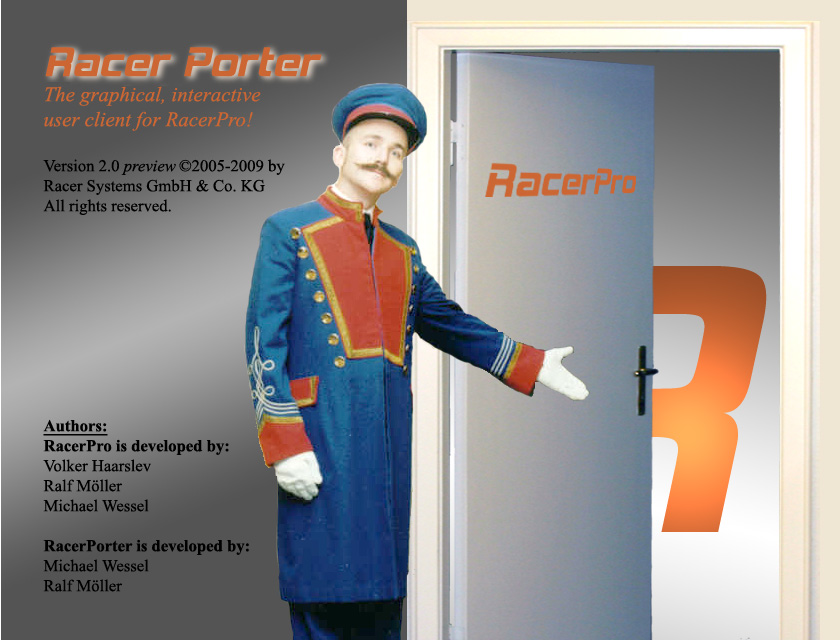 Racer Porter
The graphical, interactive
user client for RacerPro!
Version 2.0 preview ©2005-2009 by
Racer Systems GmbH & Co. KG
All rights reserved.
RacerPro
R
Authors:
RacerPro is developed by:
Volker Haarslev
Ralf Möller
Michael Wessel
RacerPorter is developed by:
Michael Wessel
Ralf Möller